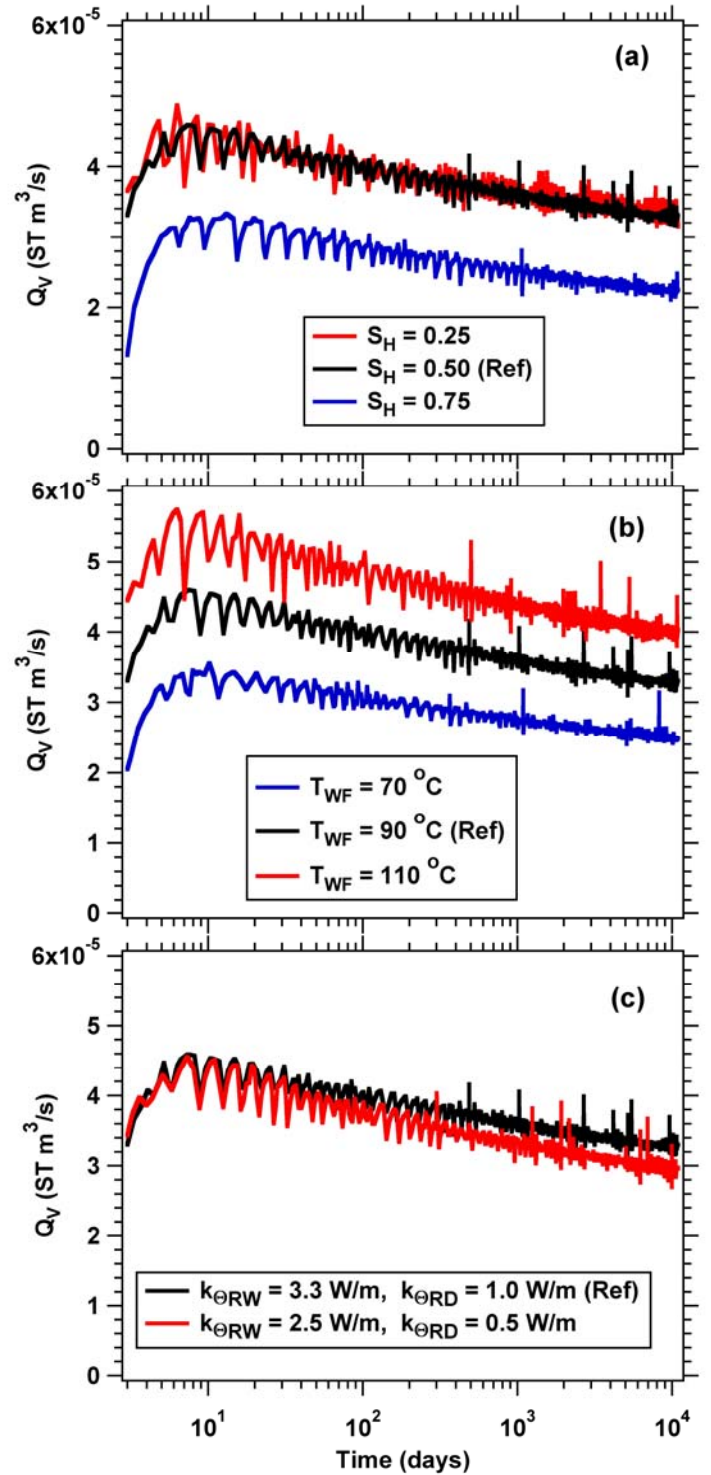 6x10⁻⁵
(a)
4
2
0
Q_V (ST m³/s)
S_H = 0.25
S_H = 0.50 (Ref)
S_H = 0.75
6x10⁻⁵
(b)
5
4
3
2
1
0
Q_V (ST m³/s)
T_WF = 70 °C
T_WF = 90 °C (Ref)
T_WF = 110 °C
6x10⁻⁵
(c)
5
4
3
2
1
0
Q_V (ST m³/s)
k_ΘRW = 3.3 W/m, k_ΘRD = 1.0 W/m (Ref)
k_ΘRW = 2.5 W/m, k_ΘRD = 0.5 W/m
10¹ 10² 10³ 10⁴
Time (days)